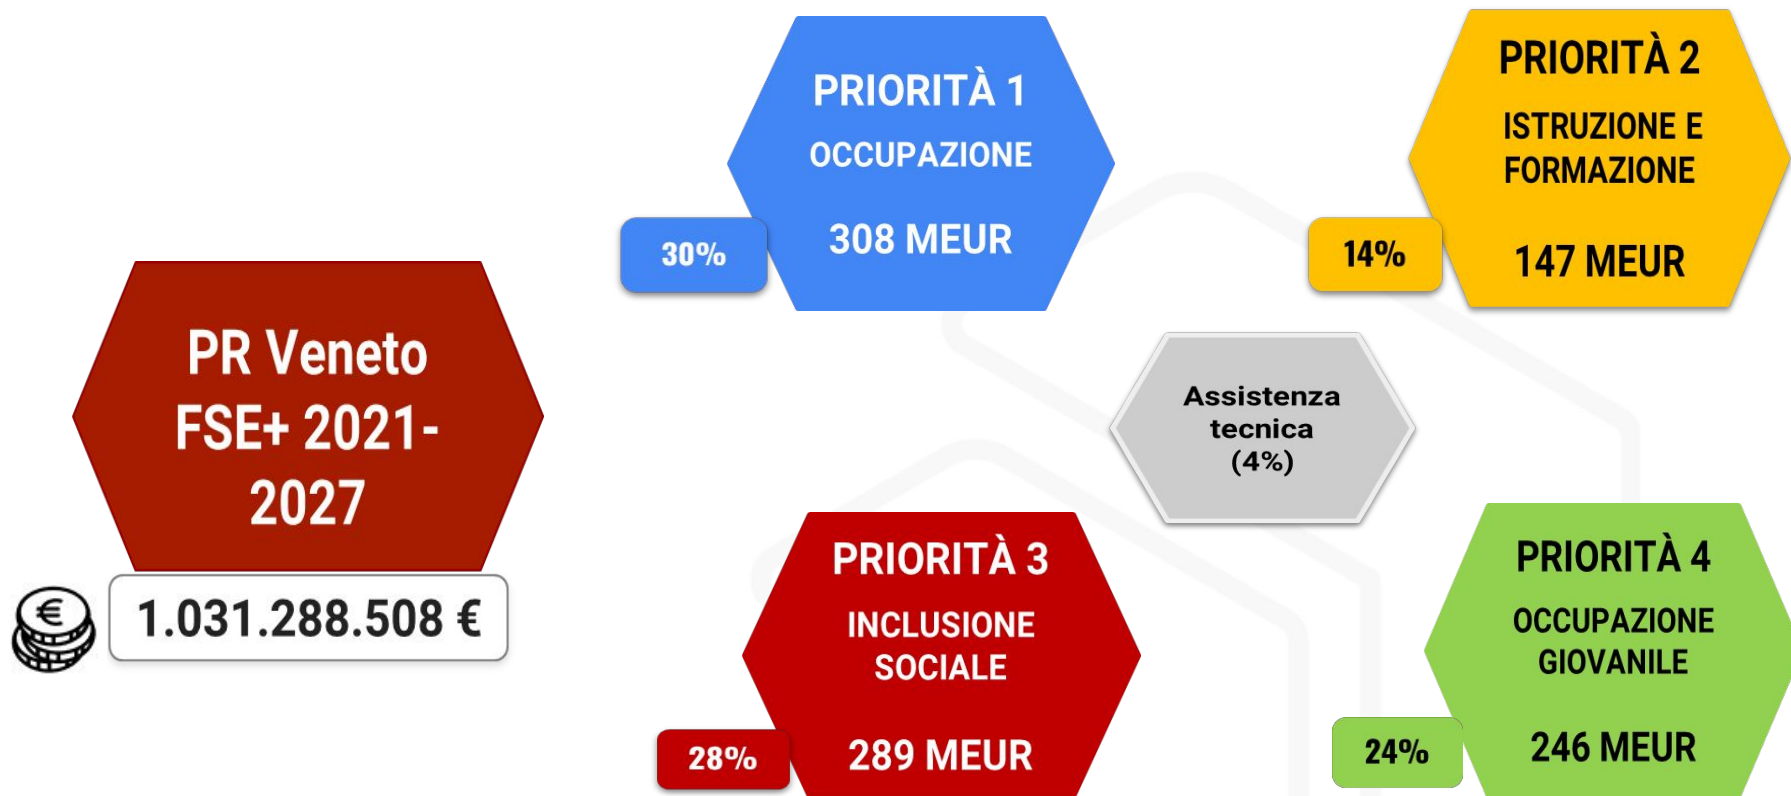 PR Veneto
FSE+ 2021-
2027
€
1.031.288.508 €
PRIORITÀ 1
OCCUPAZIONE
308 MEUR
30%
PRIORITÀ 2
ISTRUZIONE E
FORMAZIONE
147 MEUR
14%
Assistenza
tecnica
(4%)
PRIORITÀ 3
INCLUSIONE
SOCIALE
289 MEUR
28%
PRIORITÀ 4
OCCUPAZIONE
GIOVANILE
246 MEUR
24%